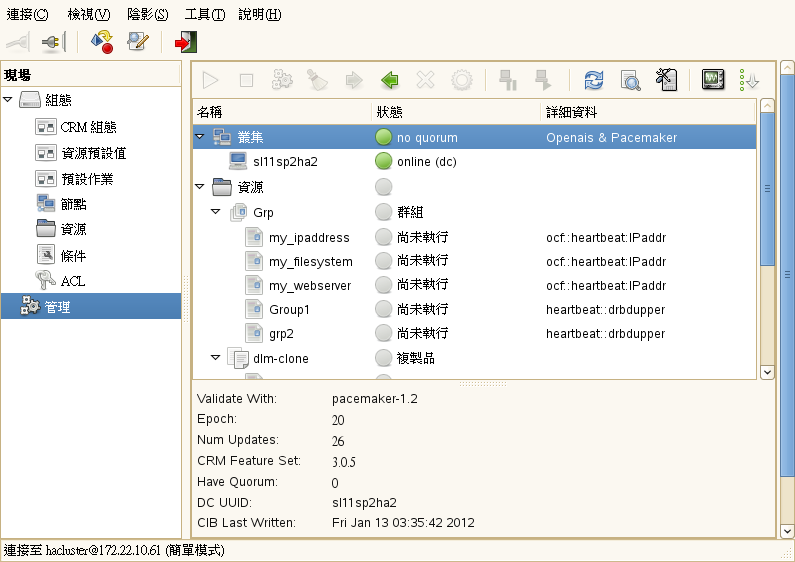 連接(C) 檢視(V) 陰影(S) 工具(T) 說明(H)
現場
組態
CRM 組態
資源預設值
預設作業
節點
資源
條件
ACL
管理
名稱 狀態 詳細資料
叢集 no quorum Openais & Pacemaker
sl11sp2ha2 online (dc)
資源
Grp 群組
my_ipaddress 尚未執行 ocf::heartbeat:IPaddr
my_filesystem 尚未執行 ocf::heartbeat:IPaddr
my_webserver 尚未執行 ocf::heartbeat:IPaddr
Group1 尚未執行 heartbeat::drbdupper
grp2 尚未執行 heartbeat::drbdupper
dlm-clone 複製品
Validate With: pacemaker-1.2
Epoch: 20
Num Updates: 26
CRM Feature Set: 3.0.5
Have Quorum: 0
DC UUID: sl11sp2ha2
CIB Last Written: Fri Jan 13 03:35:42 2012
連接至 hacluster@172.22.10.61 (簡單模式)